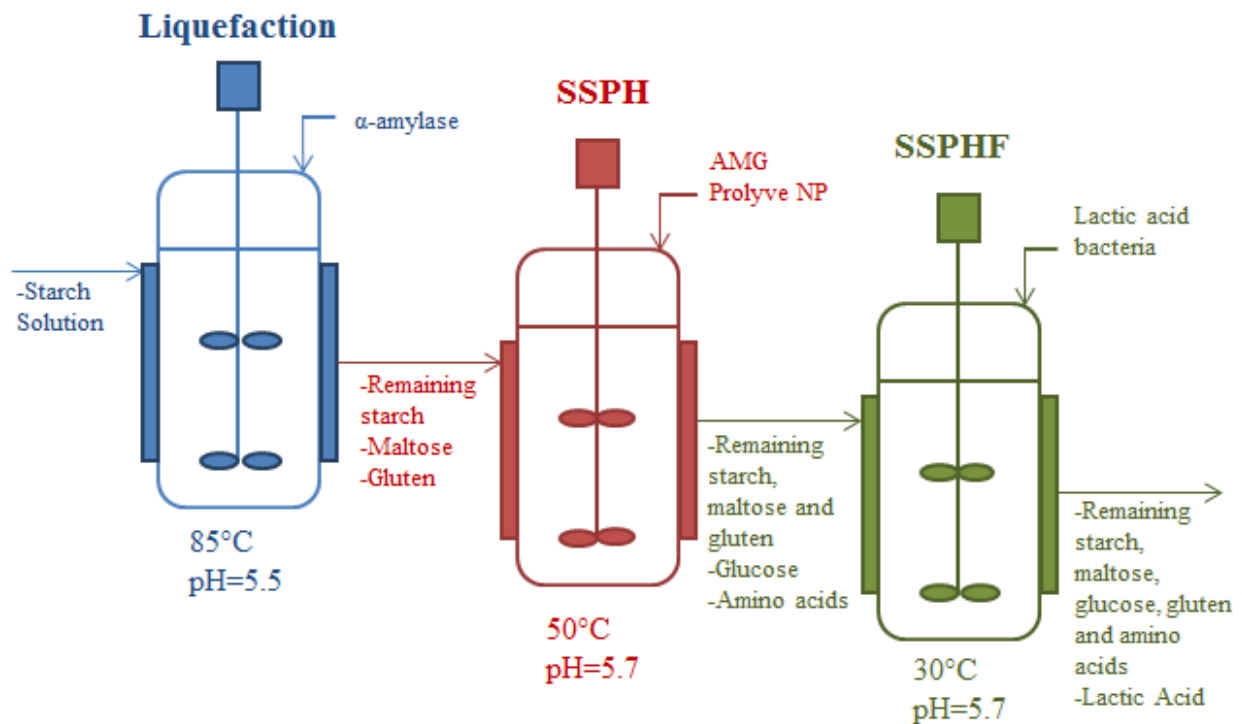 Liquefaction
α-amylase
-Starch
Solution
85°C
pH=5.5
SSPH
AMG
Prolyve NP
-Remaining
starch
-Maltose
-Gluten
50°C
pH=5.7
SSPHF
Lactic acid
bacteria
-Remaining
starch,
maltose and
gluten
-Glucose
-Amino acids
30°C
pH=5.7
-Remaining
starch,
maltose,
glucose, gluten
and amino
acids
-Lactic Acid